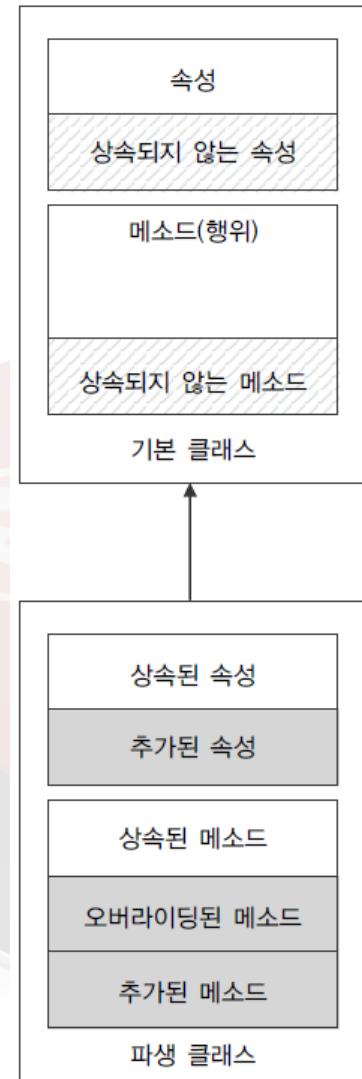 속성
상속되지 않는 속성
메소드(행위)
상속되지 않는 메소드
기본 클래스
상속된 속성
추가된 속성
상속된 메소드
오버라이딩된 메소드
추가된 메소드
파생 클래스